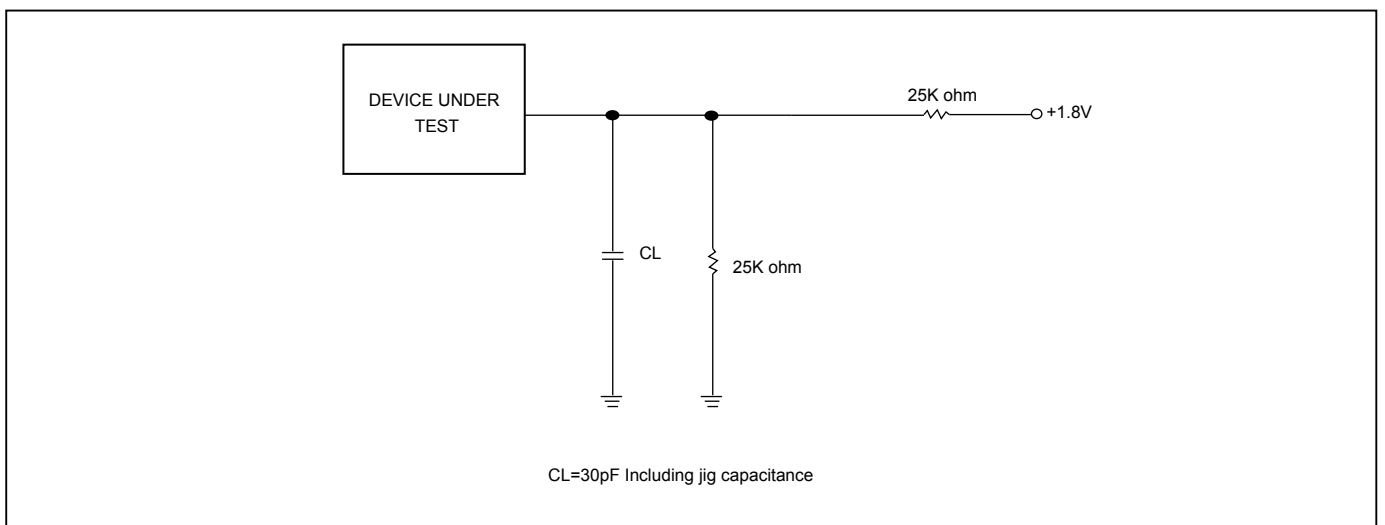 DEVICE UNDER
TEST
25K ohm
+1.8V
CL
25K ohm
CL=30pF Including jig capacitance